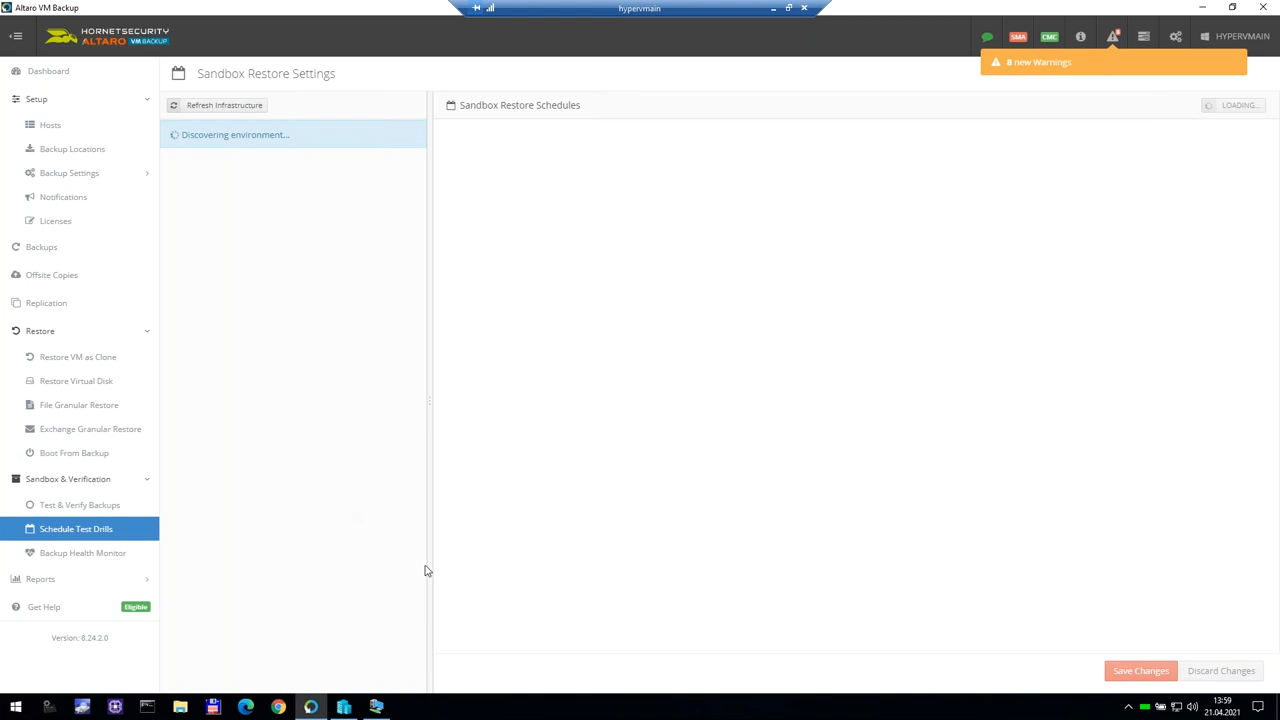 Altaro VM Backup
hypervmain
HORNETSECURITY
ALTARO VM BACKUP
SMA
CMC
8
HYPERVMAIN
8 new Warnings
Dashboard
Setup
Hosts
Backup Locations
Backup Settings
Notifications
Licenses
Backups
Offsite Copies
Replication
Restore
Restore VM as Clone
Restore Virtual Disk
File Granular Restore
Exchange Granular Restore
Boot From Backup
Sandbox & Verification
Test & Verify Backups
Schedule Test Drills
Backup Health Monitor
Reports
Get Help
Eligible
Version: 8.24.2.0
Sandbox Restore Settings
Refresh Infrastructure
Discovering environment...
Sandbox Restore Schedules
LOADING...
Save Changes
Discard Changes
13:59
21.04.2021